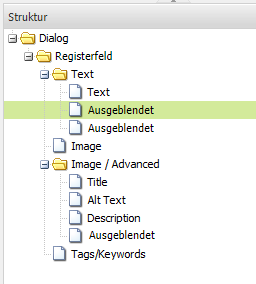 Struktur
Dialog
Registerfeld
Text
Text
Ausgeblendet
Ausgeblendet
Image
Image / Advanced
Title
Alt Text
Description
Ausgeblendet
Tags/Keywords